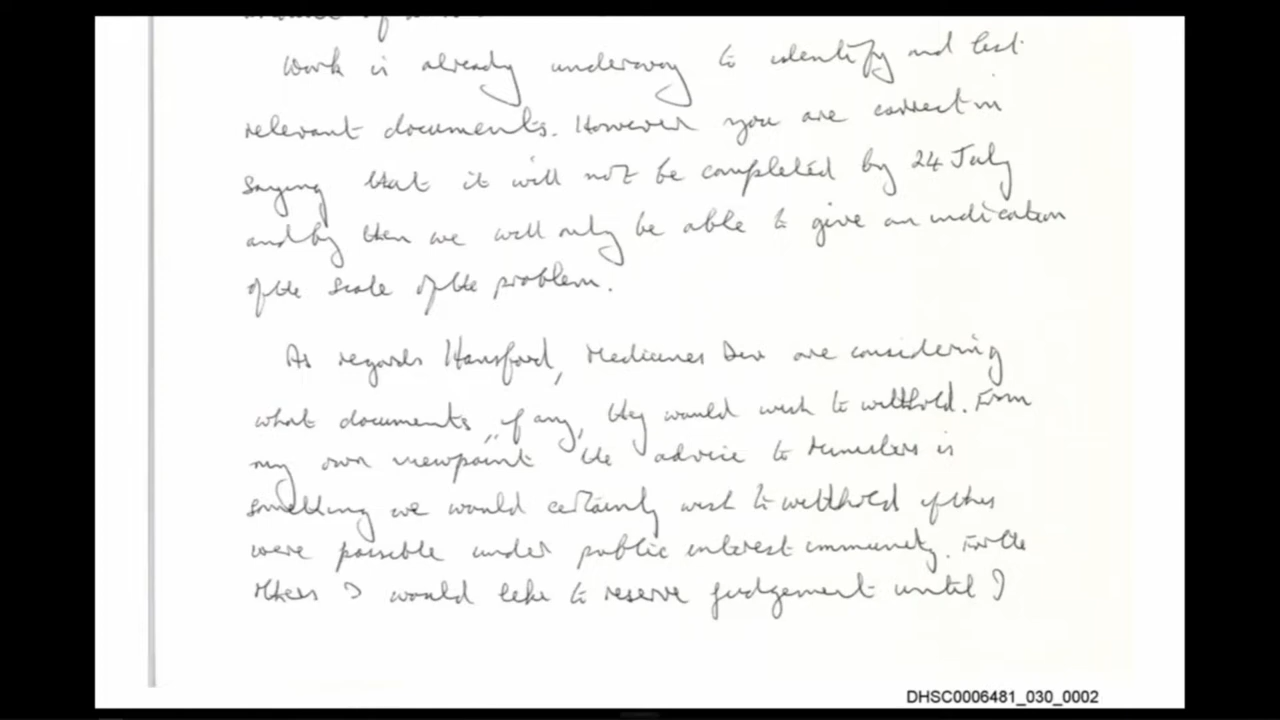 Work is already underway to identify and list
relevant documents. However you are correct in
saying that it will not be completed by 24 July
and by then we will only be able to give an indication
of the scale of the problem.
As regards Hansford, Medicines Div are considering
what documents, if any, they would wish to withhold. From
my own viewpoint the advice to Ministers is
something we would certainly wish to withhold if this
were possible under public interest immunity. For the
others I would like to reserve judgement until I
DHSC0006481_030_0002